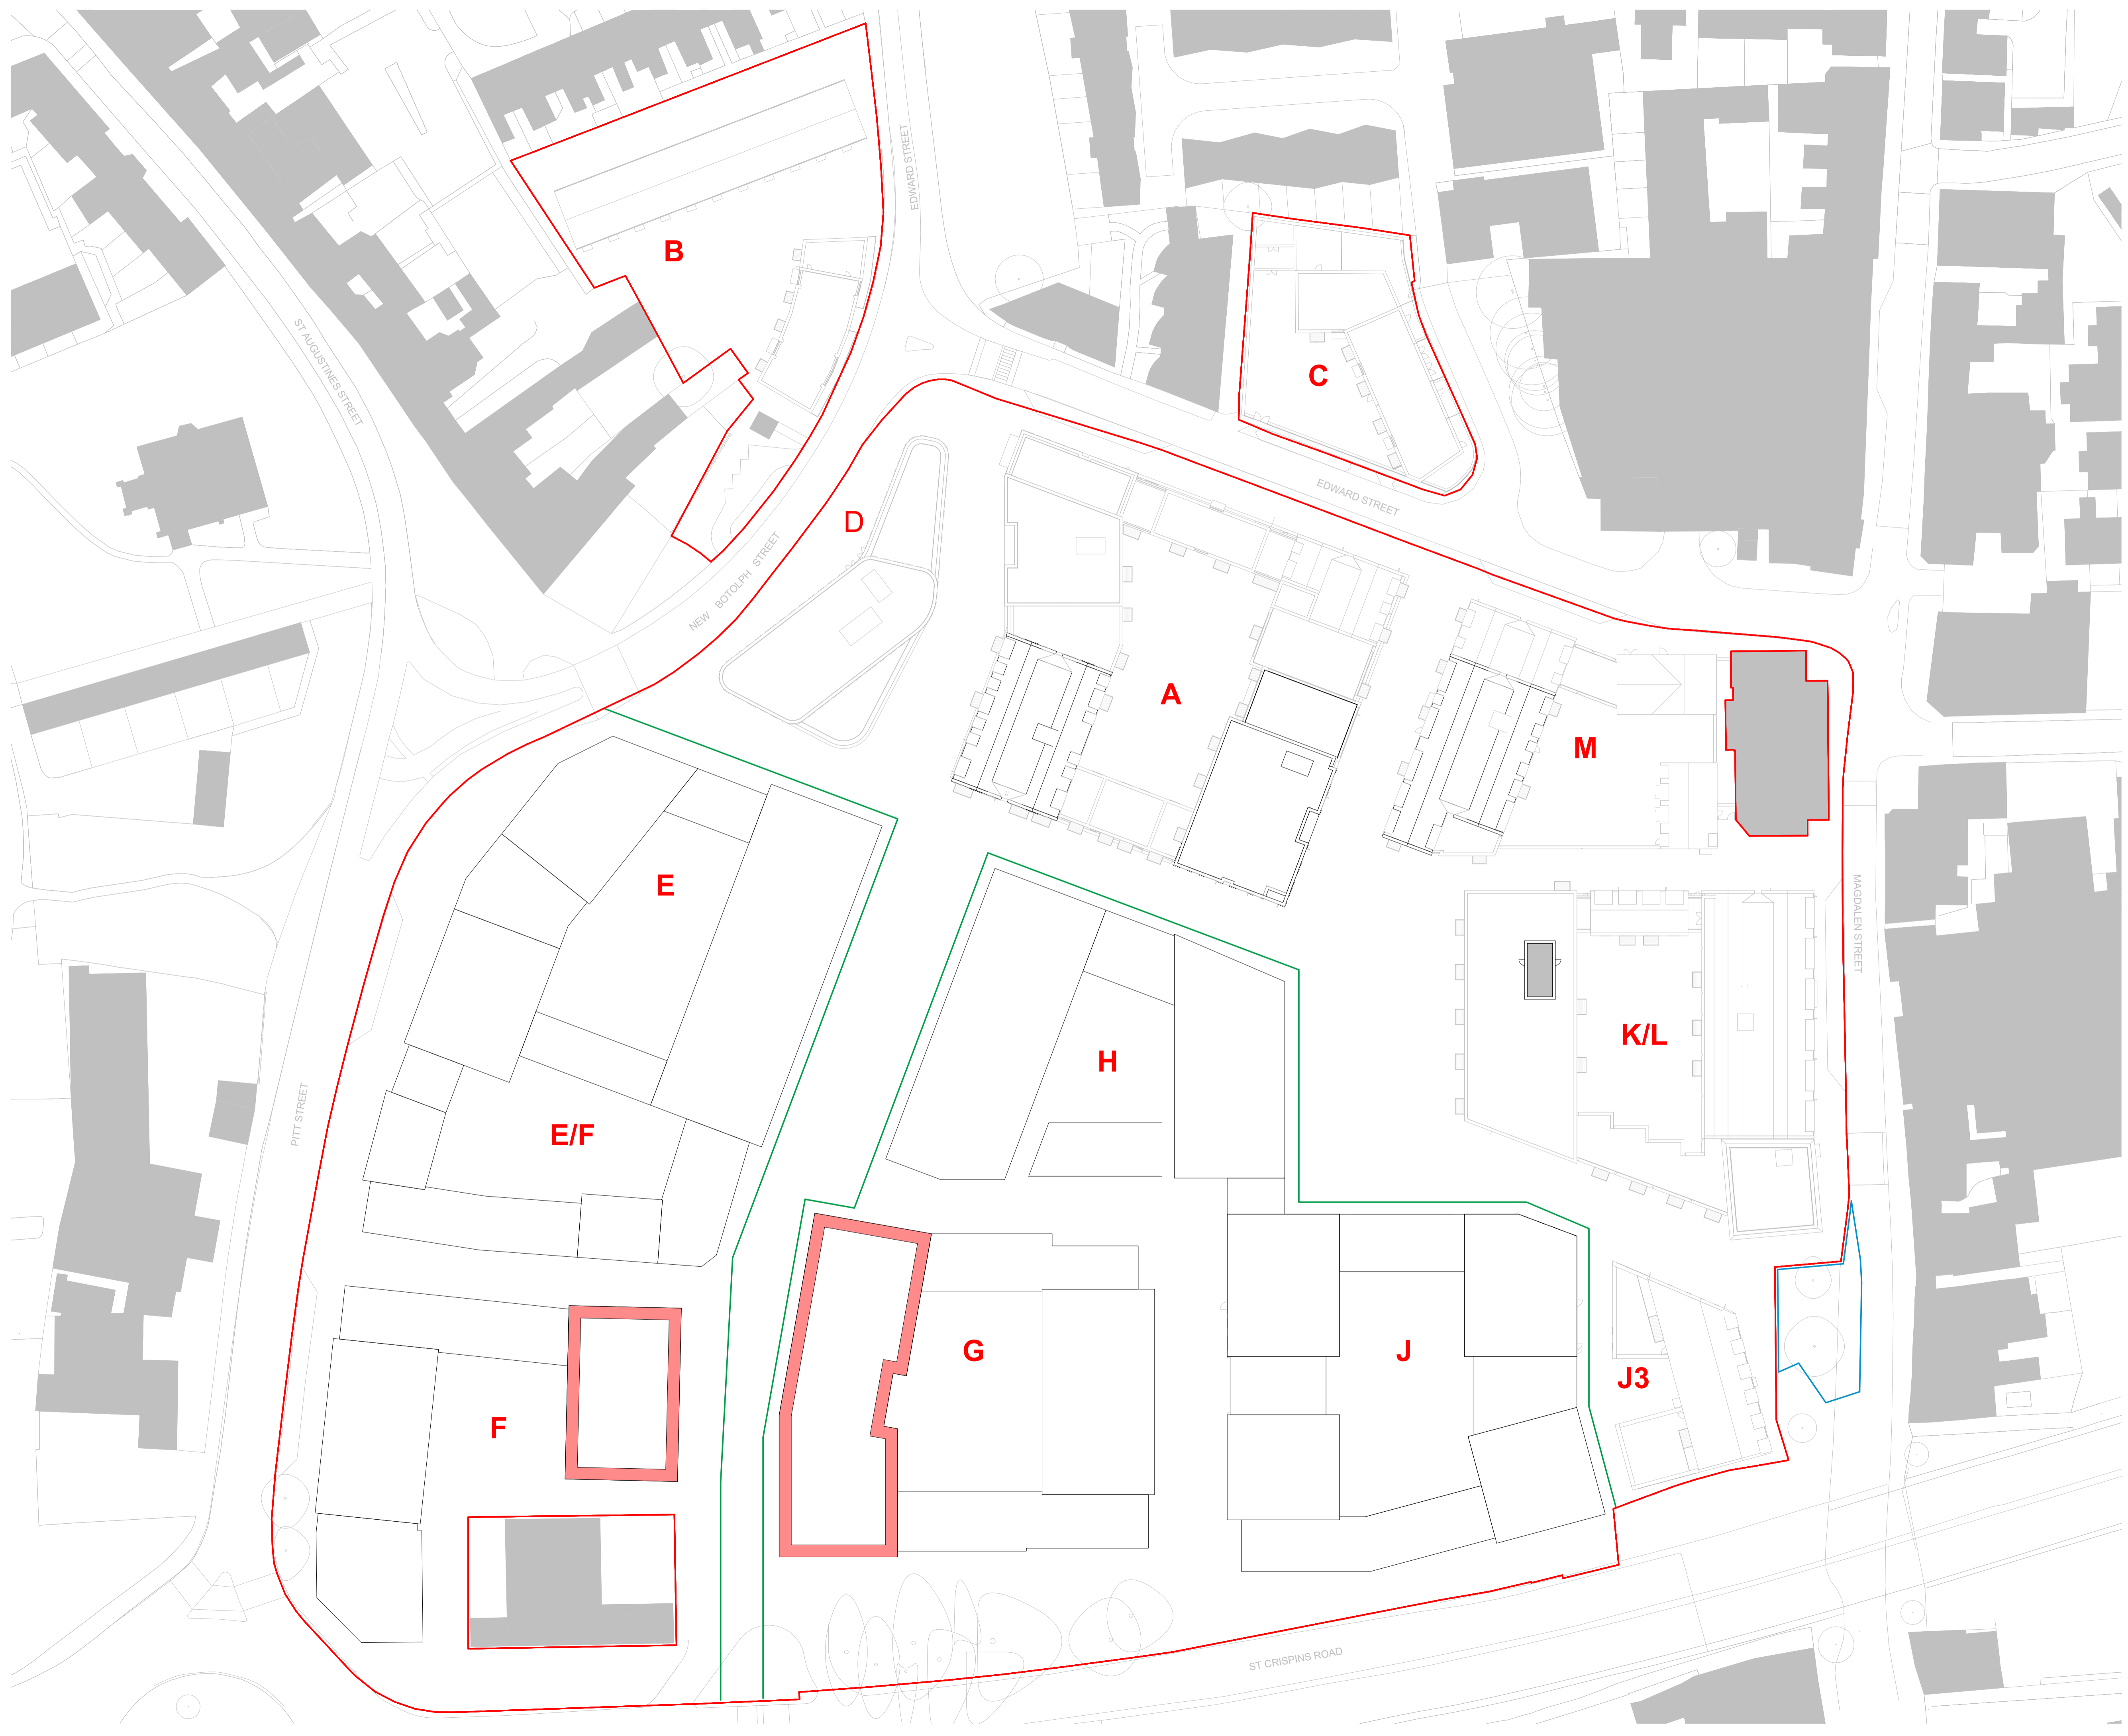 EDWARD STREET
B
ST AUGUSTINES STREET
C
EDWARD STREET
D
NEW BOTOLPH STREET
A
M
E
MAGDALEN STREET
K/L
H
PITT STREET
E/F
G
J
J3
F
ST CRISPINS ROAD